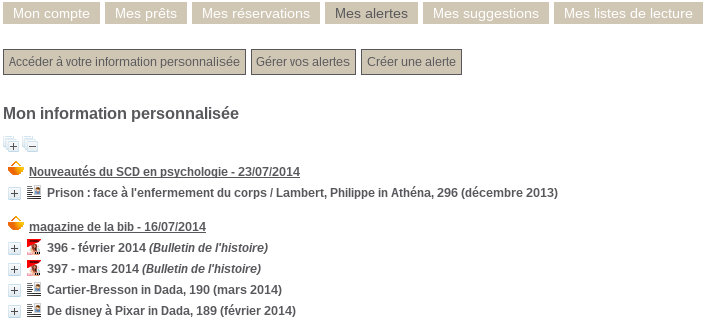 Mon compte Mes prêts Mes réservations Mes alertes Mes suggestions Mes listes de lecture
Accéder à votre information personnalisée Gérer vos alertes Créer une alerte
Mon information personnalisée
Nouveautés du SCD en psychologie - 23/07/2014
Prison : face à l'enfermement du corps / Lambert, Philippe in Athéna, 296 (décembre 2013)
magazine de la bib - 16/07/2014
396 - février 2014 (Bulletin de l'histoire)
397 - mars 2014 (Bulletin de l'histoire)
Cartier-Bresson in Dada, 190 (mars 2014)
De disney à Pixar in Dada, 189 (février 2014)